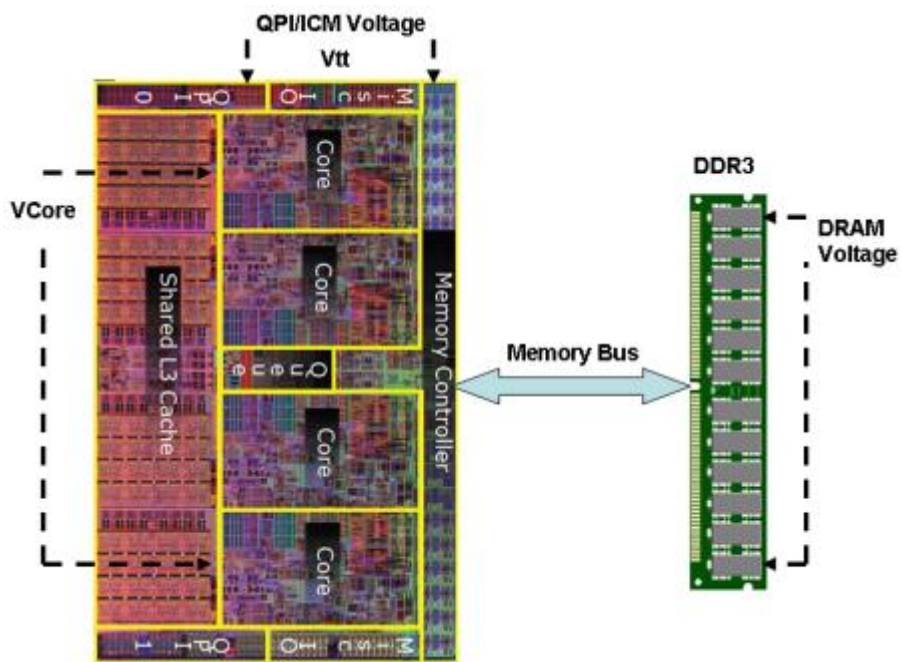 QPI/ICM Voltage
Vtt
QPI 0
Misc IO
Core
DDR3
VCore
DRAM
Voltage
Core
Shared L3 Cache
Memory Controller
Memory Bus
Queue
Core
Core
QPI 1
Misc IO